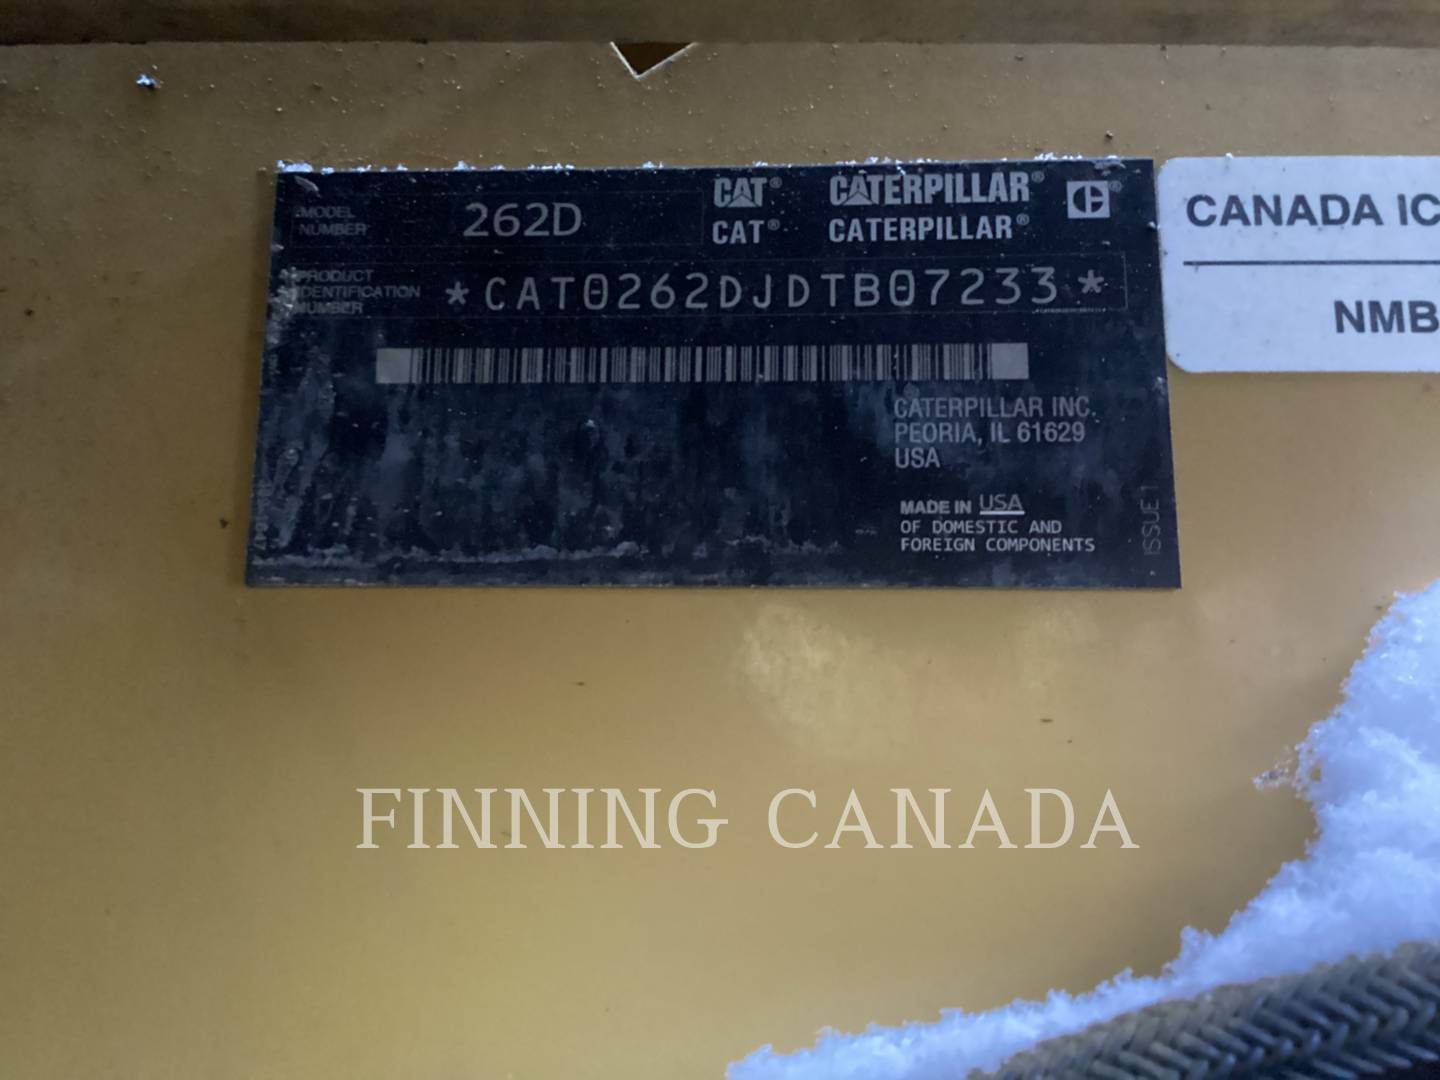 MODEL
NUMBER
262D
CAT® CATERPILLAR® ®
CAT® CATERPILLAR®
PRODUCT
IDENTIFICATION
NUMBER
*CAT0262DJDTB07233*
CATERPILLAR INC.
PEORIA, IL 61629
USA
MADE IN USA
OF DOMESTIC AND
FOREIGN COMPONENTS
ISSUE 1
CANADA IC
NMB
FINNING CANADA